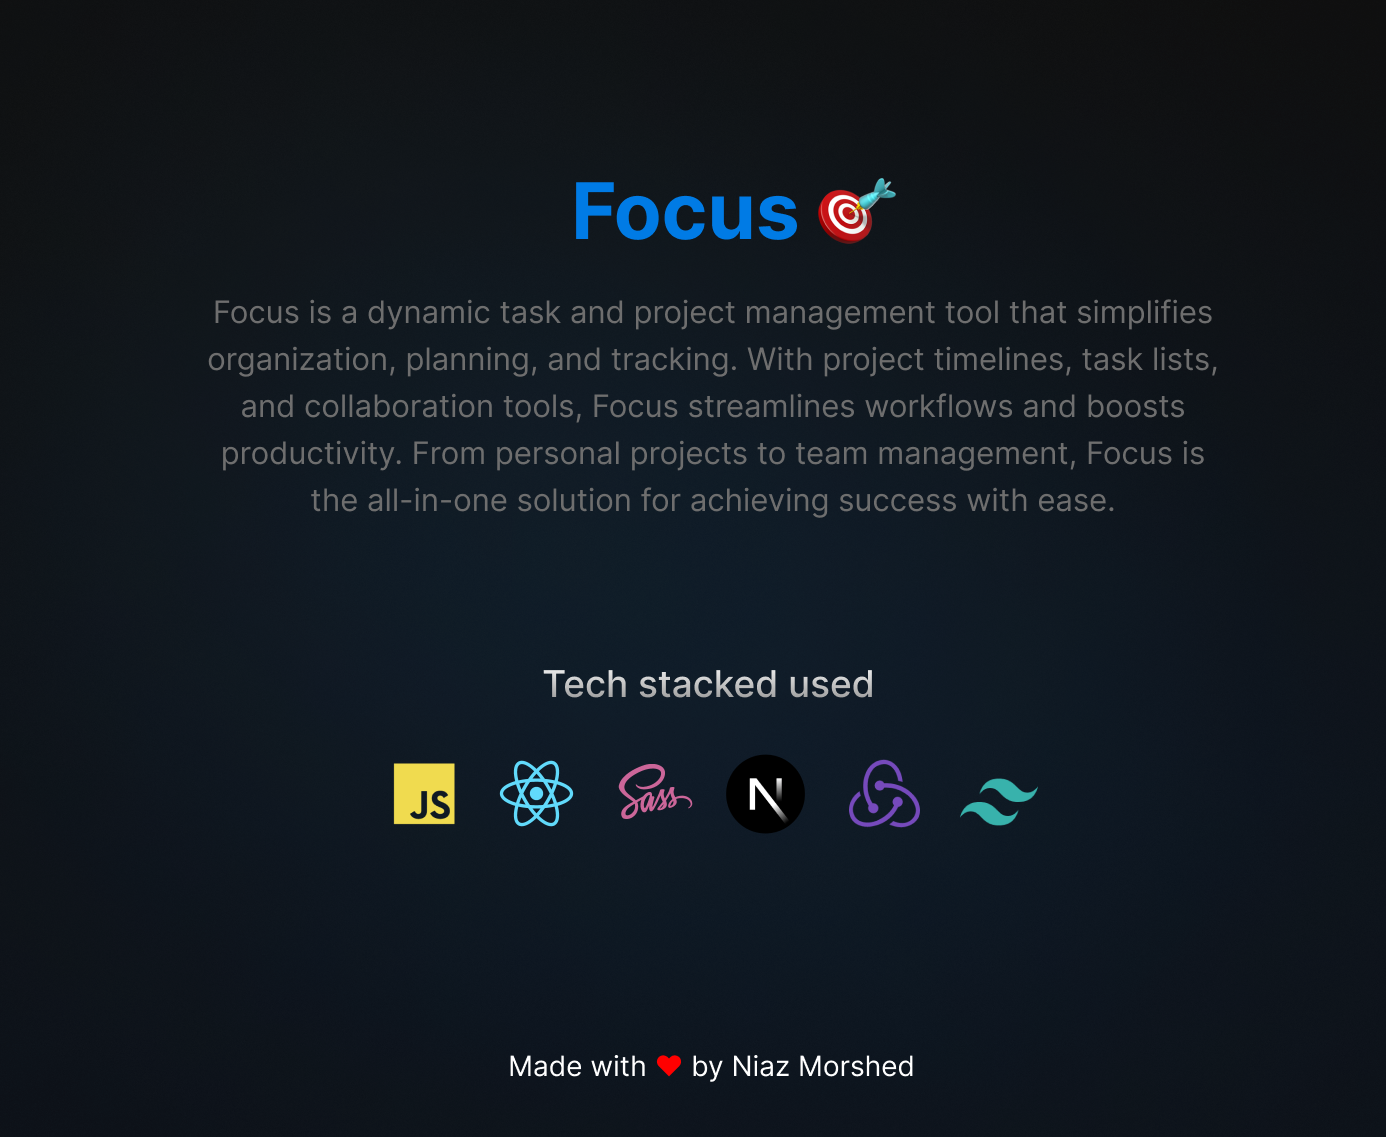 Focus
Focus is a dynamic task and project management tool that simplifies
organization, planning, and tracking. With project timelines, task lists,
and collaboration tools, Focus streamlines workflows and boosts
productivity. From personal projects to team management, Focus is
the all-in-one solution for achieving success with ease.
Tech stacked used
JS Sass N
Made with ❤ by Niaz Morshed